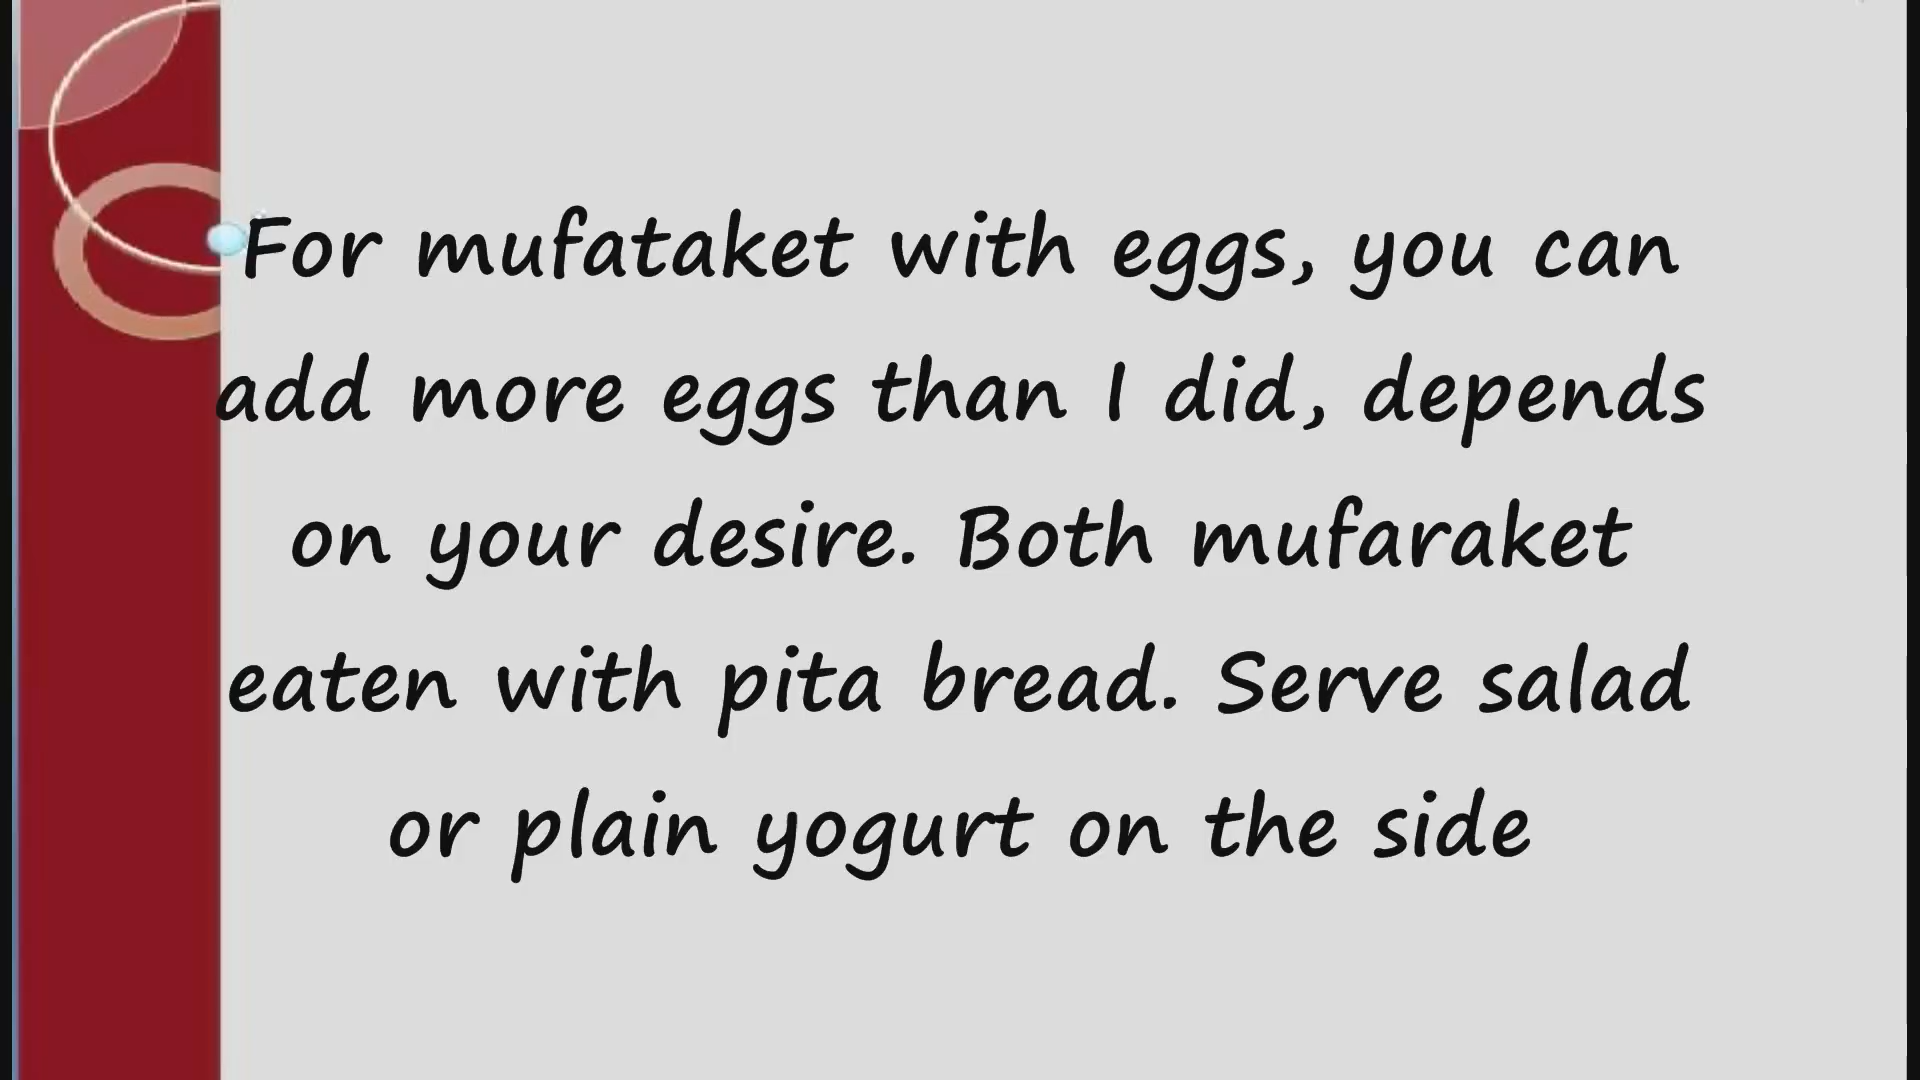 For mufataket with eggs, you can
add more eggs than I did, depends
on your desire. Both mufaraket
eaten with pita bread. Serve salad
or plain yogurt on the side